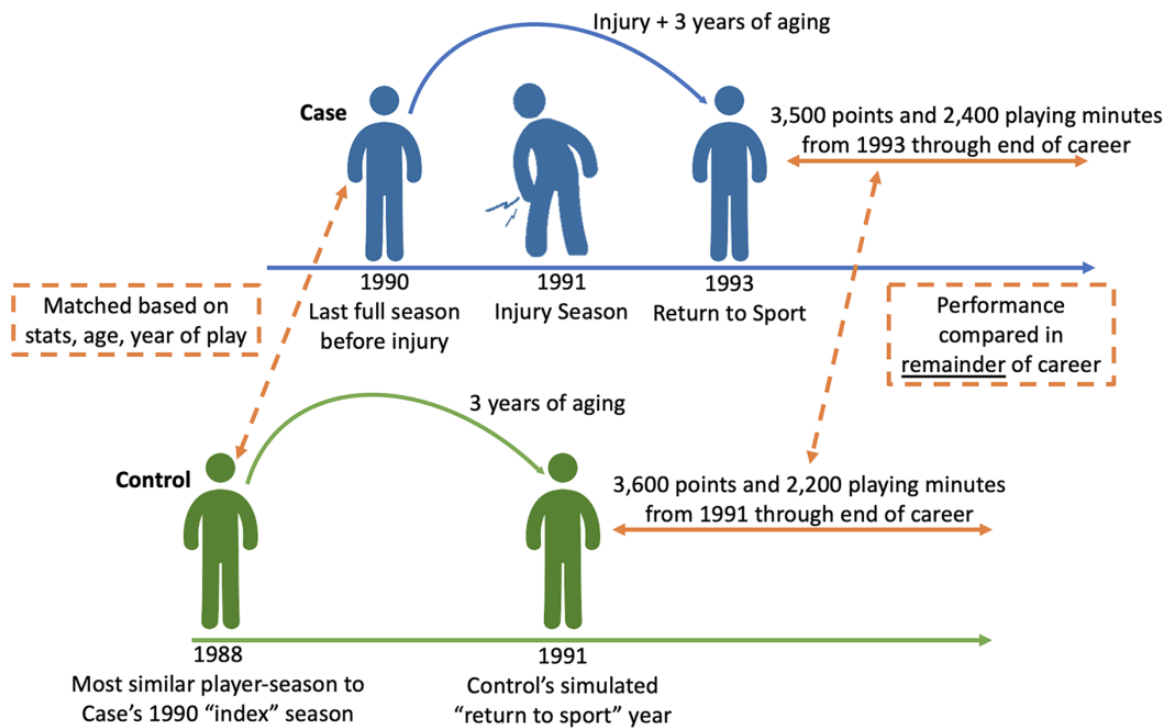 Injury + 3 years of aging
Case
3,500 points and 2,400 playing minutes
from 1993 through end of career
1990
Last full season
before injury
1991
Injury Season
1993
Return to Sport
Matched based on
stats, age, year of play
Performance
compared in
remainder of career
3 years of aging
Control
3,600 points and 2,200 playing minutes
from 1991 through end of career
1988
Most similar player-season to
Case's 1990 “index” season
1991
Control's simulated
“return to sport” year